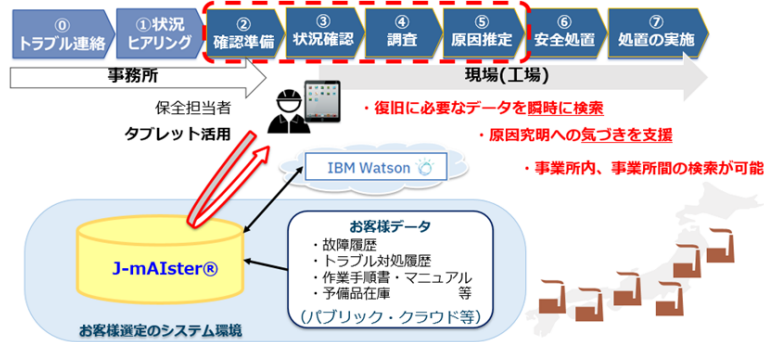 ⓪
トラブル連絡
①状況
ヒアリング
②
確認準備
③
状況確認
④
調査
⑤
原因推定
⑥
安全処置
⑦
処置の実施
事務所
現場(工場)
保全担当者
タブレット活用
・復旧に必要なデータを瞬時に検索
・原因究明への気づきを支援
・事業所内、事業所間の検索が可能
IBM Watson
J-mAIster®
お客様データ
・故障履歴
・トラブル対処履歴
・作業手順書・マニュアル
・予備品在庫 等
(パブリック・クラウド等)
お客様選定のシステム環境